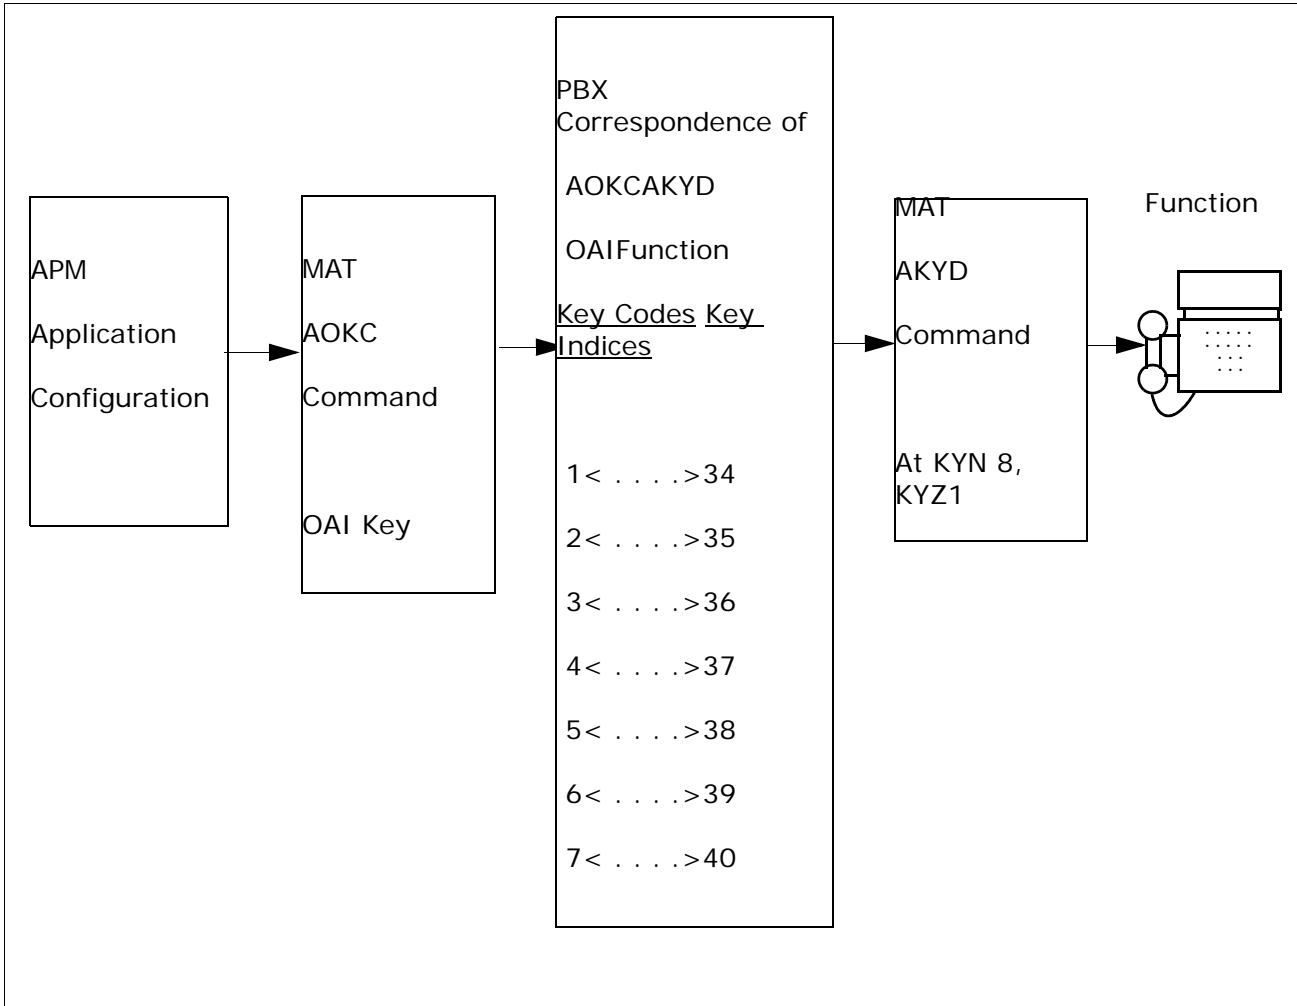 APM
Application
Configuration
MAT
AOKC
Command
OAI Key
PBX
Correspondence of
AOKCAKYD
OAIFunction
Key Codes Key
Indices
1< . . . .>34
2< . . . .>35
3< . . . .>36
4< . . . .>37
5< . . . .>38
6< . . . .>39
7< . . . .>40
MAT
AKYD
Command
At KYN 8,
KYZ1
Function